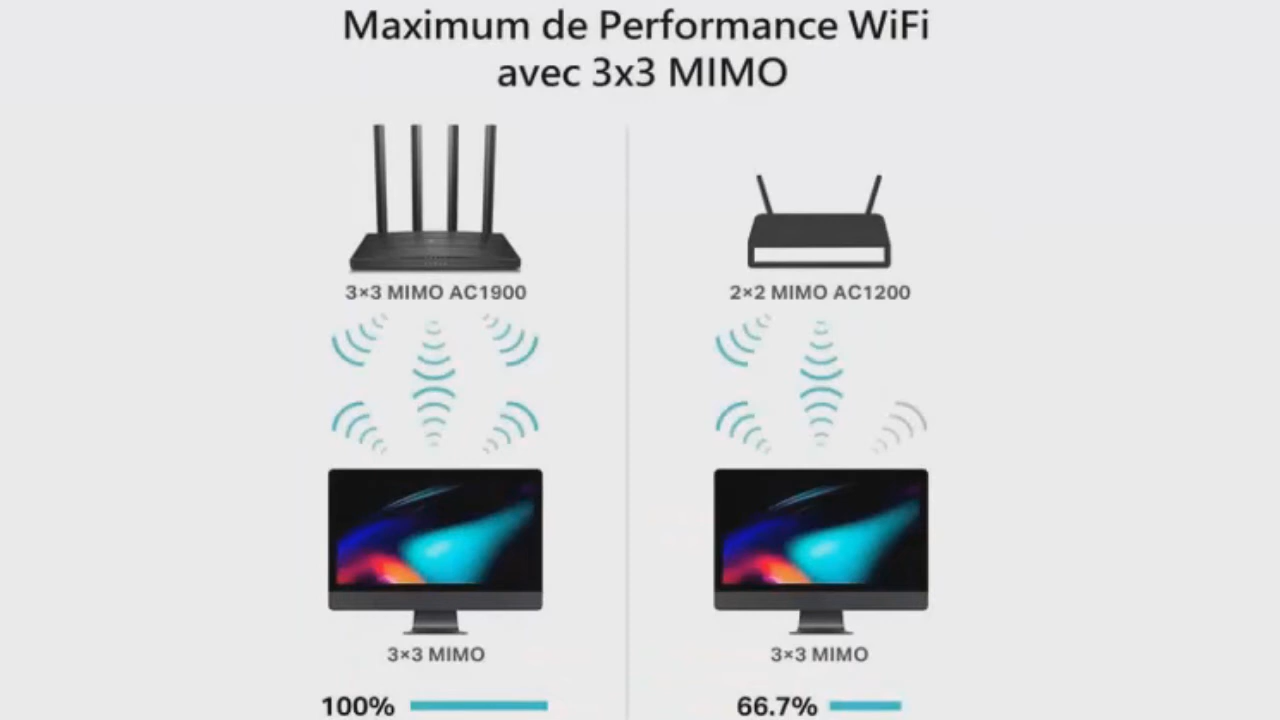 Maximum de Performance WiFi
avec 3x3 MIMO
3×3 MIMO AC1900
2×2 MIMO AC1200
3×3 MIMO
3×3 MIMO
100%
66.7%